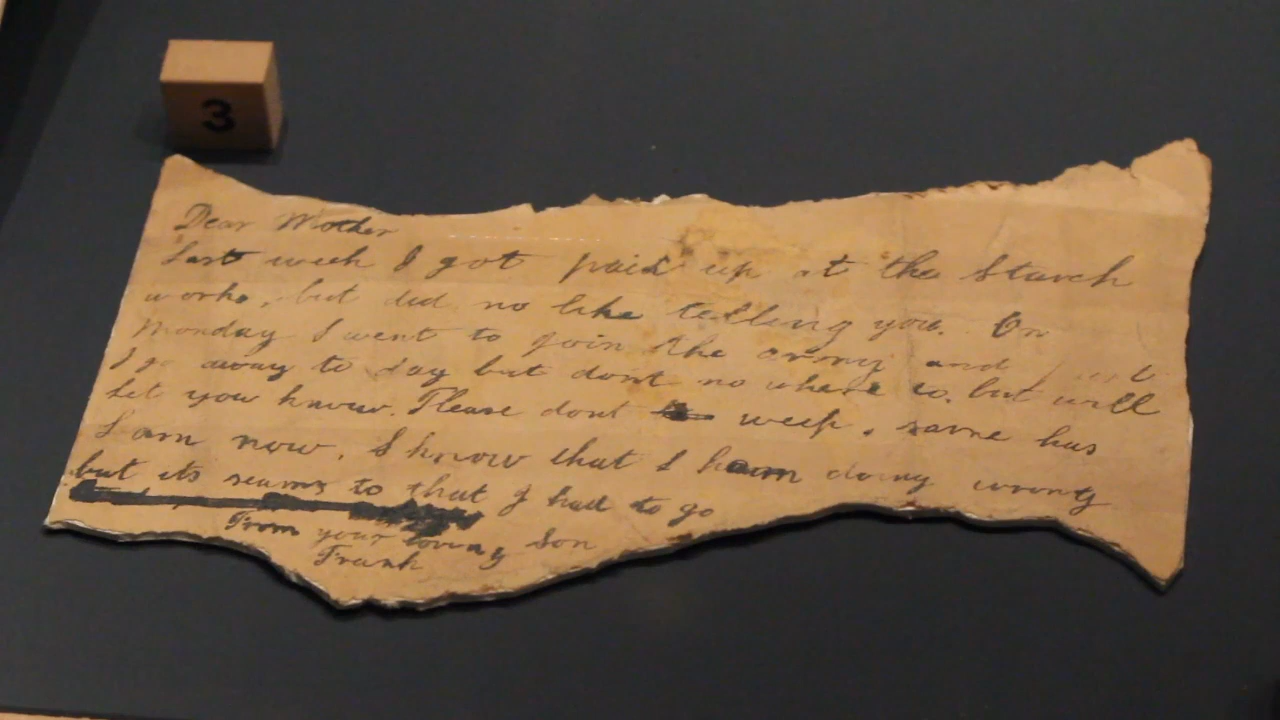 3
Dear Mother
Last week I got paid up at the Starch
works, but did no like telling you. On
Monday I went to join the army and
I go away to day but dont no where to, but will
let you know. Please dont weep, same has
I am now. I know that I ham doing wrong
but its seams to that I had to go
From your loving Son
Frank